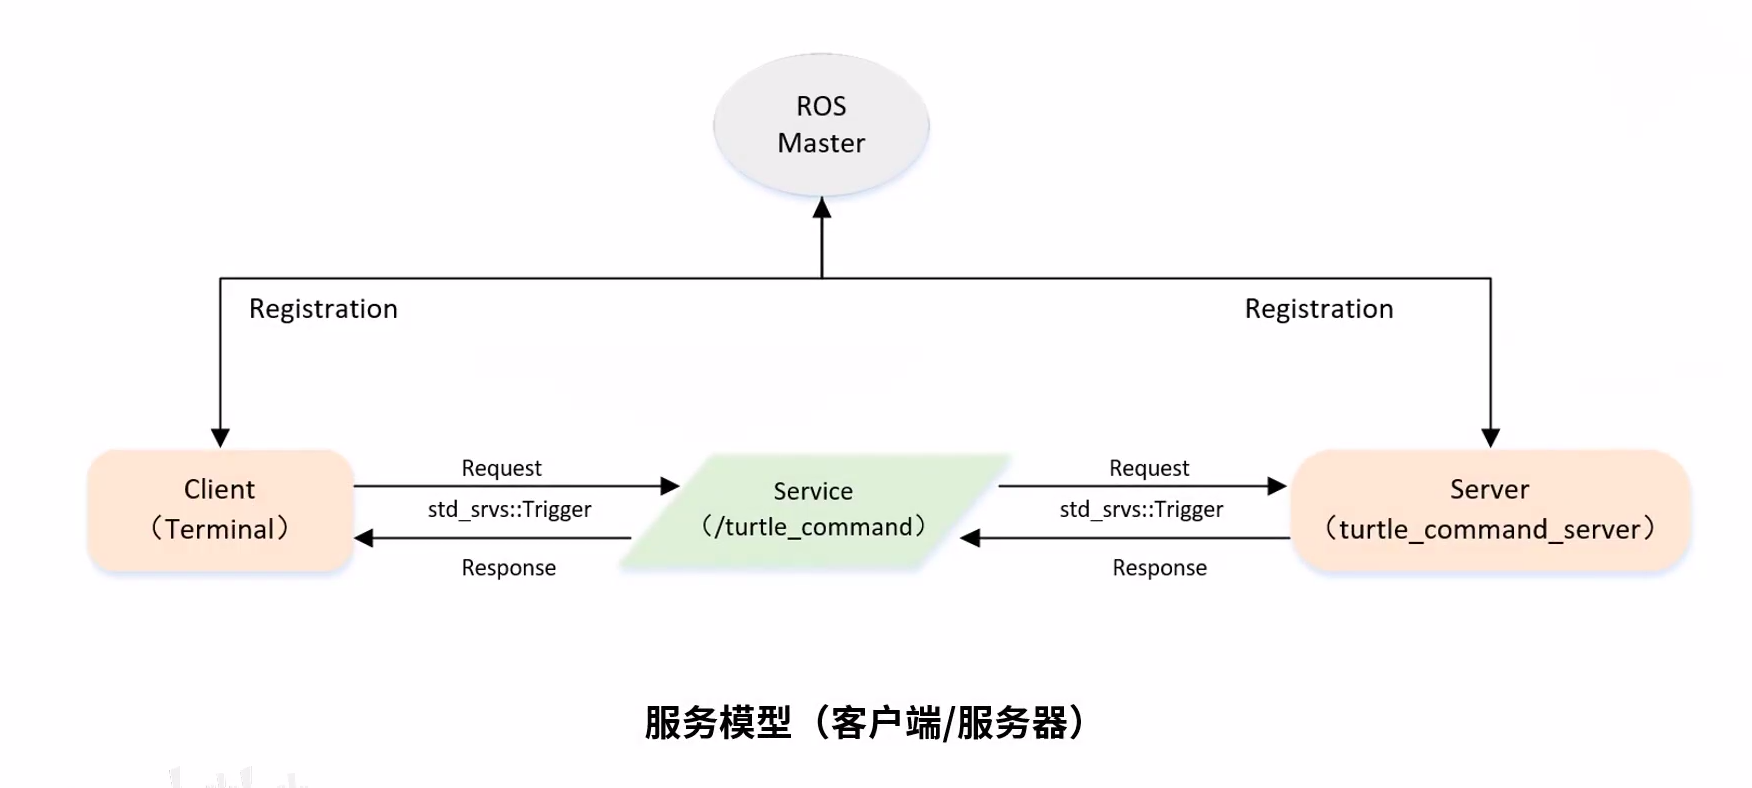 ROS
Master
Registration
Registration
Client
（Terminal）
Request
std_srvs::Trigger
Response
Service
（/turtle_command）
Request
std_srvs::Trigger
Response
Server
（turtle_command_server）
服务模型（客户端/服务器）